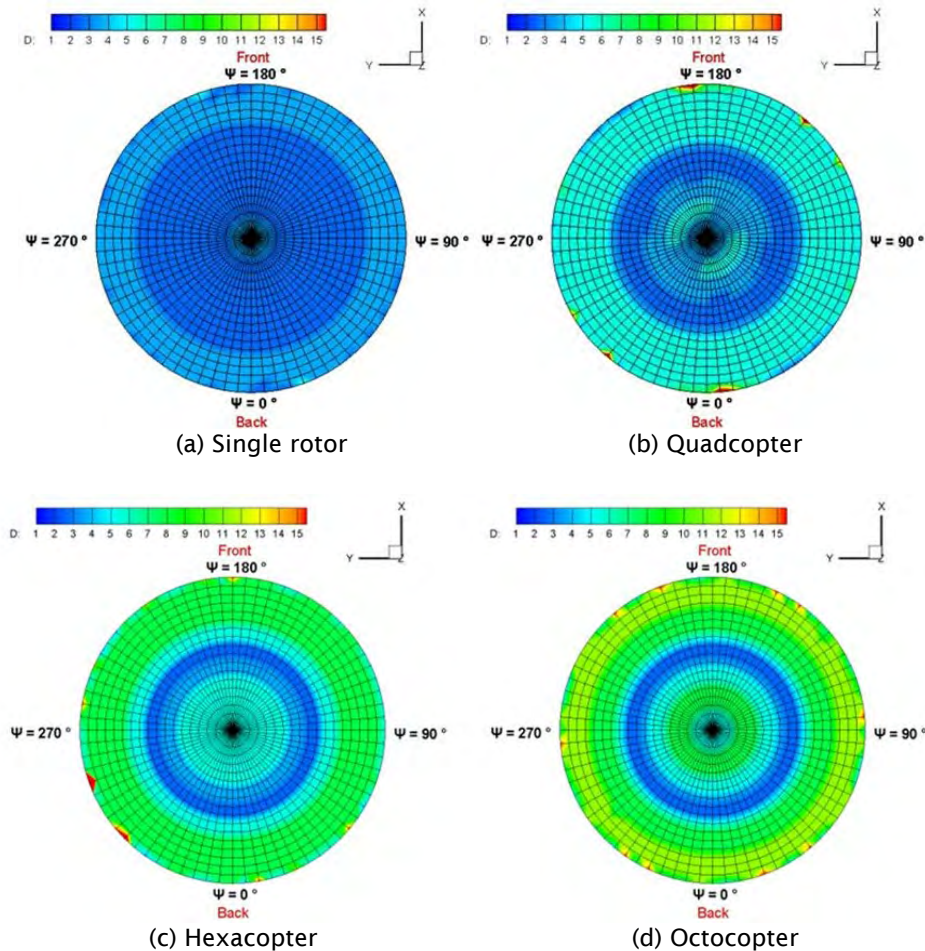 D: 1 2 3 4 5 6 7 8 9 10 11 12 13 14 15
X
Y
Z
Front
Ψ = 180 °
Ψ = 270 °
Ψ = 90 °
Ψ = 0 °
Back
(a) Single rotor
D: 1 2 3 4 5 6 7 8 9 10 11 12 13 14 15
X
Y
Z
Front
Ψ = 180 °
Ψ = 270 °
Ψ = 90 °
Ψ = 0 °
Back
(b) Quadcopter
D: 1 2 3 4 5 6 7 8 9 10 11 12 13 14 15
X
Y
Z
Front
Ψ = 180 °
Ψ = 270 °
Ψ = 90 °
Ψ = 0 °
Back
(c) Hexacopter
D: 1 2 3 4 5 6 7 8 9 10 11 12 13 14 15
X
Y
Z
Front
Ψ = 180 °
Ψ = 270 °
Ψ = 90 °
Ψ = 0 °
Back
(d) Octocopter